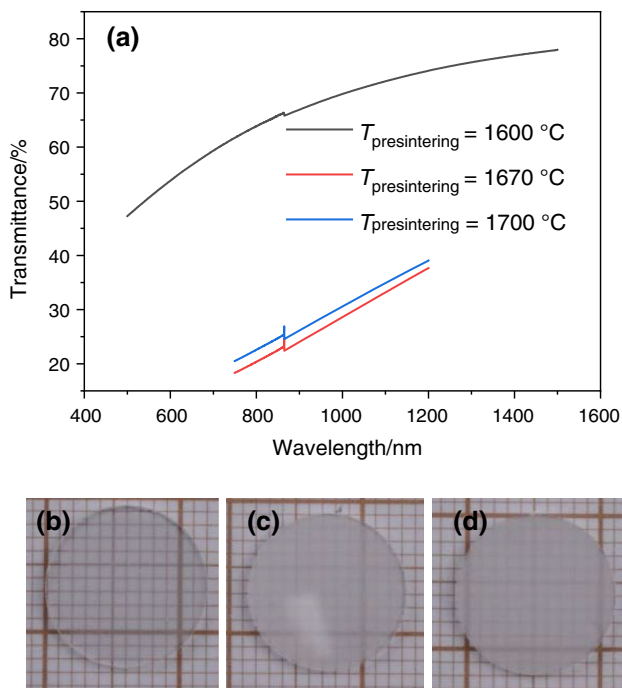 (a)
80
70
60
50
40
30
20
Transmittance/%
T presintering = 1600 °C
T presintering = 1670 °C
T presintering = 1700 °C
400 600 800 1000 1200 1400 1600
Wavelength/nm
(b) (c) (d)